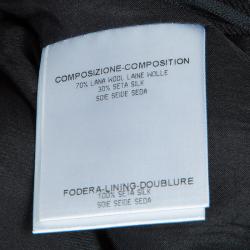 COMPOSIZIONE-COMPOSITION
70% LANA WOOL LAINE WOLLE
30% SETA SILK
SOIE SEIDE SEDA
FODERA-LINING-DOUBLURE
100% SETA SILK
SOIE SEIDE SEDA